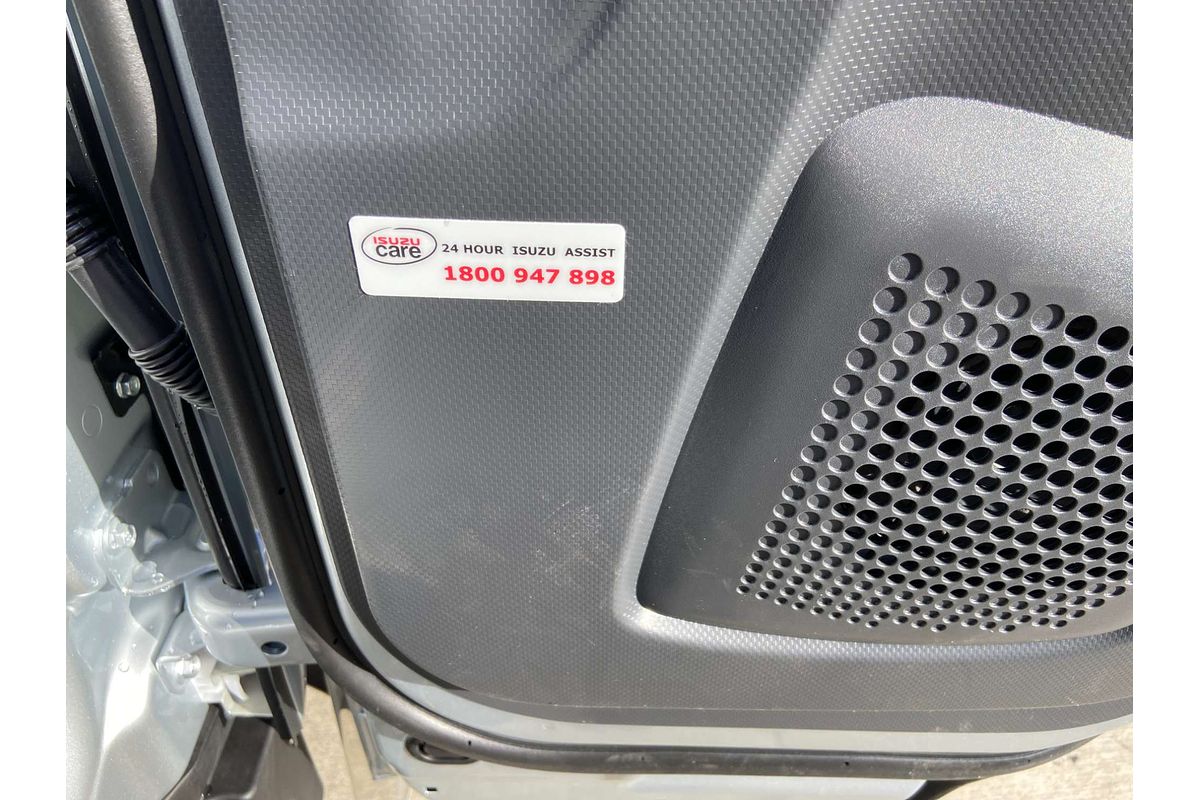 ISUZU
care
24 HOUR ISUZU ASSIST
1800 947 898